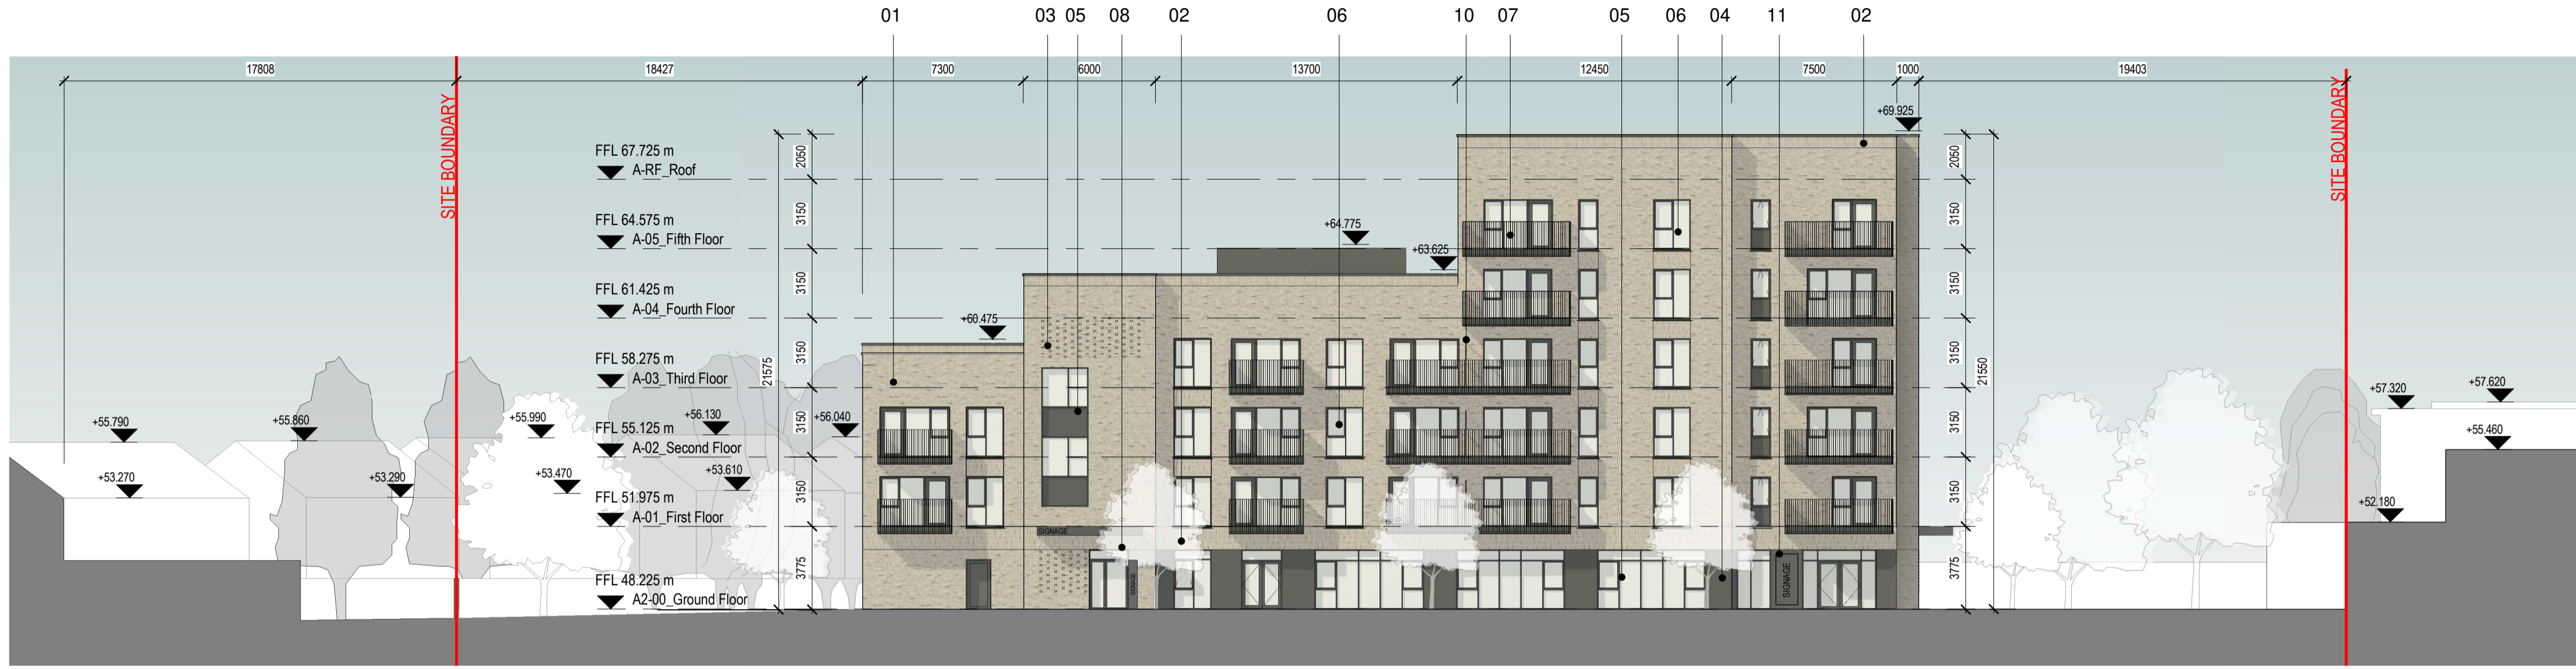 01 03 05 08 02 06 10 07 05 06 04 11 02
17808 18427 7300 6000 13700 12450 7500 1000 19403
SITE BOUNDARY
SITE BOUNDARY
+69.925
FFL 67.725 m
A-RF_Roof
2050
2050
FFL 64.575 m
A-05_Fifth Floor
3150
3150
+64.775
+63.625
FFL 61.425 m
A-04_Fourth Floor
3150
3150
+60.475
FFL 58.275 m
A-03_Third Floor
3150
3150
21575
21550
+57.320
+57.620
+55.790
+55.860
+55.990
+56.130
+56.040
FFL 55.125 m
A-02_Second Floor
3150
3150
+55.460
+53.270
+53.290
+53.470
+53.610
FFL 51.975 m
A-01_First Floor
3150
3150
+52.180
SIGNAGE
FFL 48.225 m
A2-00_Ground Floor
3775
3775
SIGNAGE
SIGNAGE